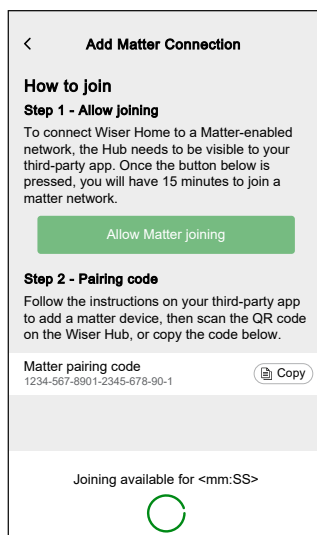 Add Matter Connection
How to join
Step 1 - Allow joining
To connect Wiser Home to a Matter-enabled
network, the Hub needs to be visible to your
third-party app. Once the button below is
pressed, you will have 15 minutes to join a
matter network.
Allow Matter joining
Step 2 - Pairing code
Follow the instructions on your third-party app
to add a matter device, then scan the QR code
on the Wiser Hub, or copy the code below.
Matter pairing code
1234-567-8901-2345-678-90-1
Copy
Joining available for <mm:SS>